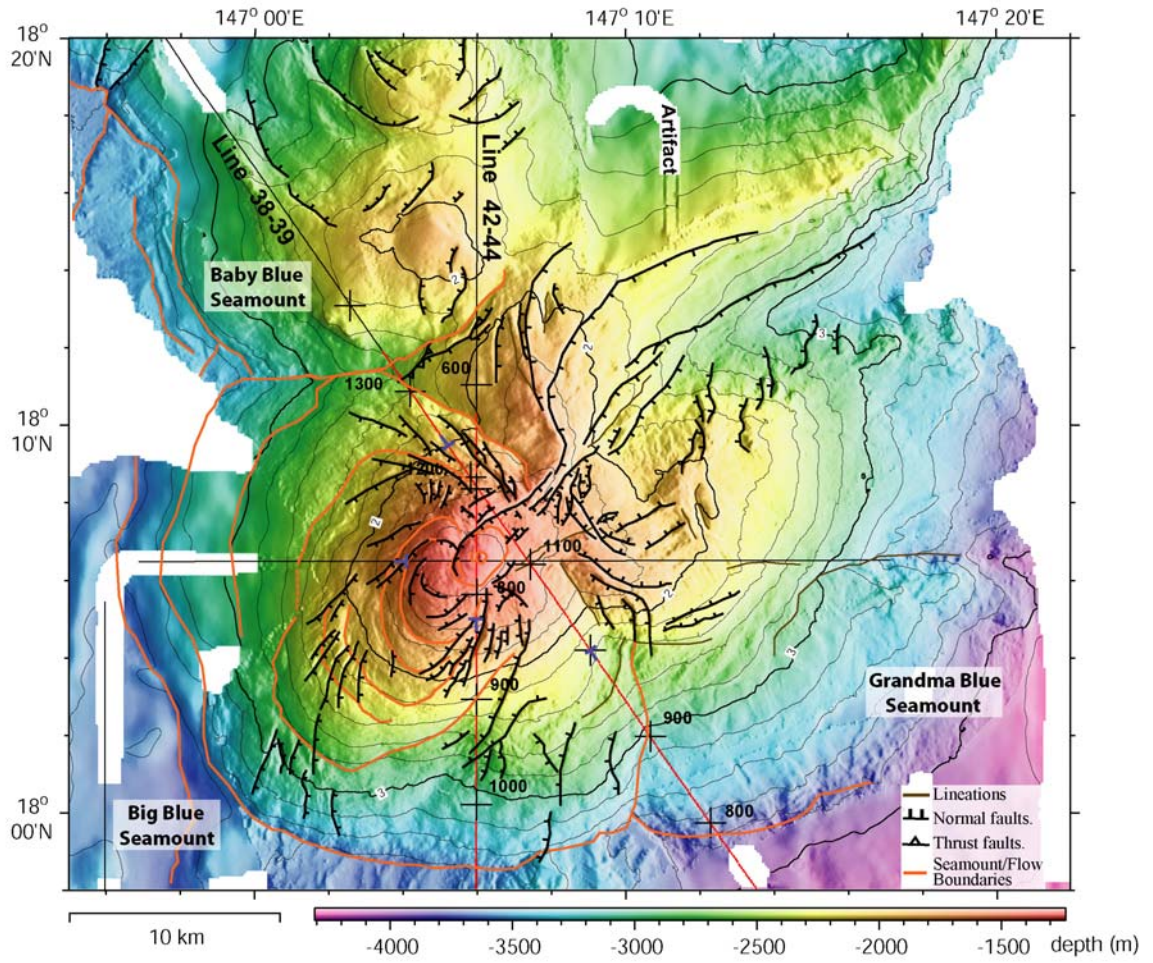 147° 00'E
147° 10'E
147° 20'E
18°
20'N
Artifact
Line 42-44
Line 38-39
2
Baby Blue
Seamount
3
2
600
1300
18°
10'N
1200
2
1100
800
2
3
900
Grandma Blue
Seamount
900
1000
3
800
Big Blue
Seamount
18°
00'N
Lineations
Normal faults.
Thrust faults.
Seamount/Flow
Boundaries
10 km
-4000
-3500
-3000
-2500
-2000
-1500
depth (m)